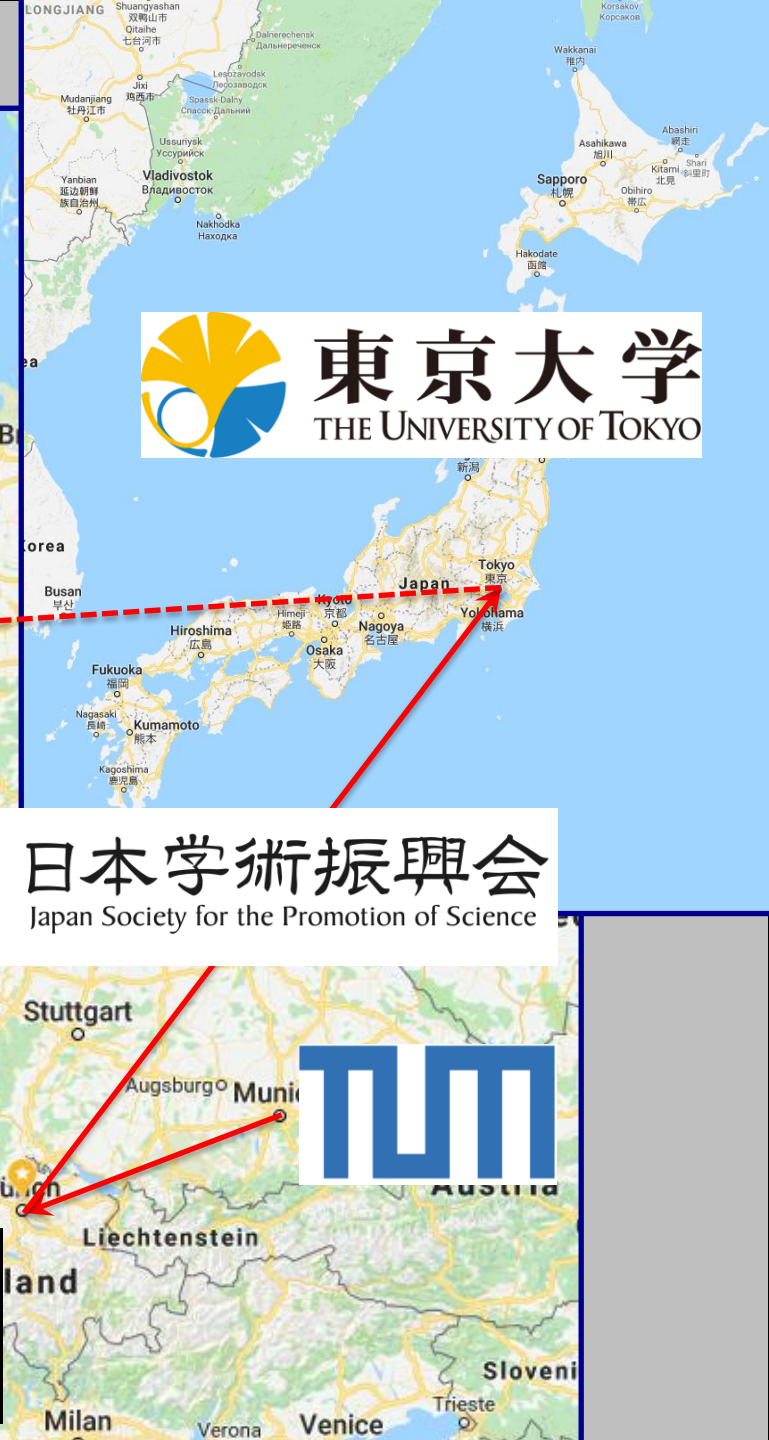 LONGJIANG
Shuangyashan
双鸭山市
Qitaihe
七台河市
Korsakov
Корсаков
Dalnerechensk
Дальнереченск
Wakkanai
稚内
Lesozavodsk
Лесозаводск
Jixi
鸡西市
Mudanjiang
牡丹江市
Spassk-Dalny
Спасск-Дальний
Abashiri
網走
Ussuriysk
Уссурийск
Asahikawa
旭川
Shari
斜里町
Kitami
北見
Yanbian
延边朝鲜
族自治州
Vladivostok
Владивосток
Sapporo
札幌
Obihiro
帯広
Nakhodka
Находка
Hakodate
函館
東京大学
THE UNIVERSITY OF TOKYO
新潟
Tokyo
東京
Japan
Busan
부산
Kyoto
京都
Himeji
姫路
Yokohama
横浜
Nagoya
名古屋
Hiroshima
広島
Osaka
大阪
Fukuoka
福岡
Nagasaki
長崎
Kumamoto
熊本
Kagoshima
鹿児島
日本学術振興会
Japan Society for the Promotion of Science
Stuttgart
Augsburg
Muni
TUM
Austria
Liechtenstein
land
Sloveni
Trieste
Milan
Verona
Venice